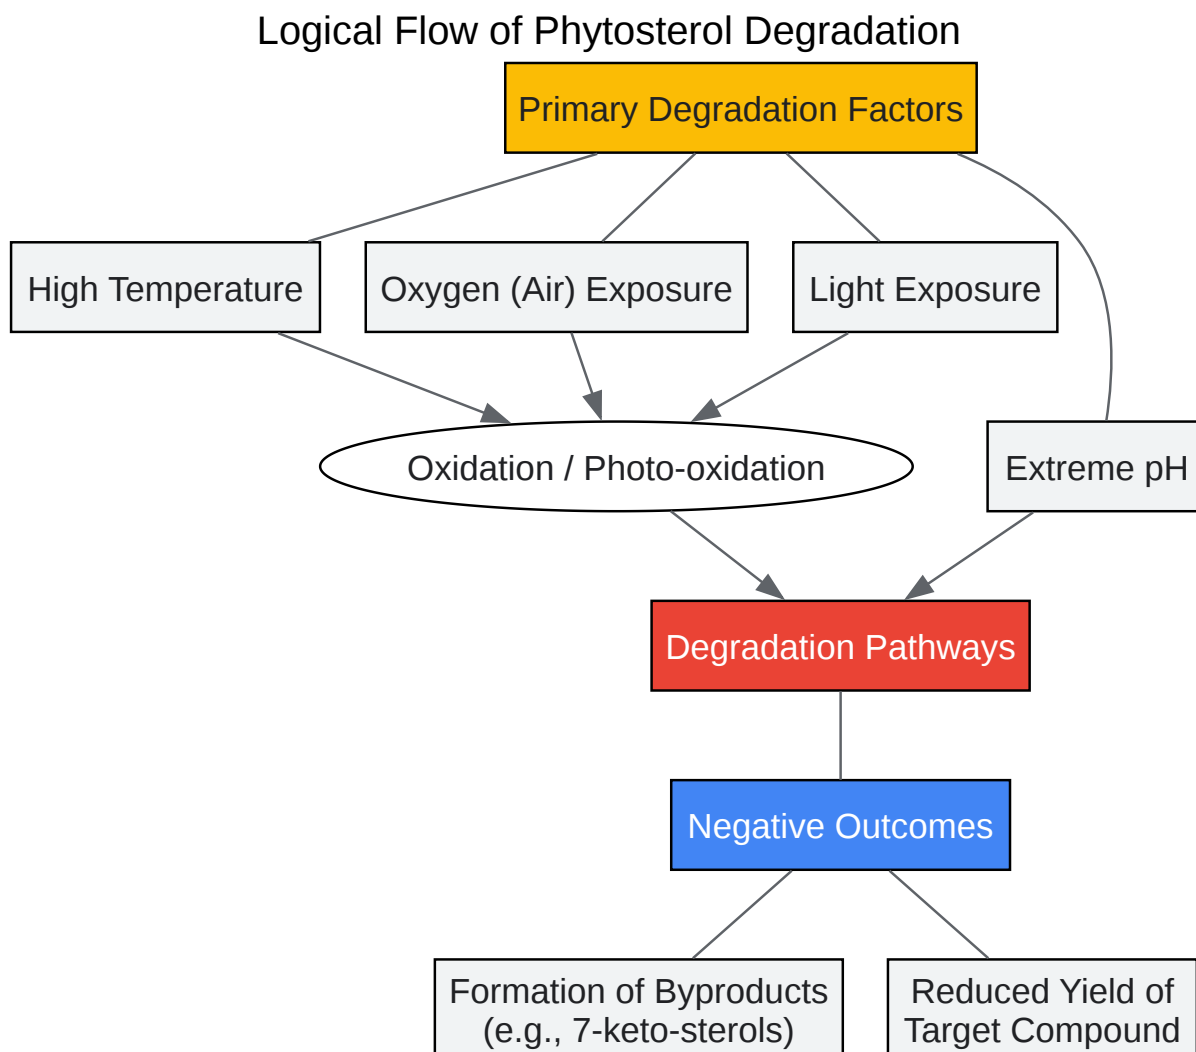 Logical Flow of Phytosterol Degradation
Primary Degradation Factors
High Temperature
Oxygen (Air) Exposure
Light Exposure
Oxidation / Photo-oxidation
Extreme pH
Degradation Pathways
Negative Outcomes
Formation of Byproducts
(e.g., 7-keto-sterols)
Reduced Yield of
Target Compound